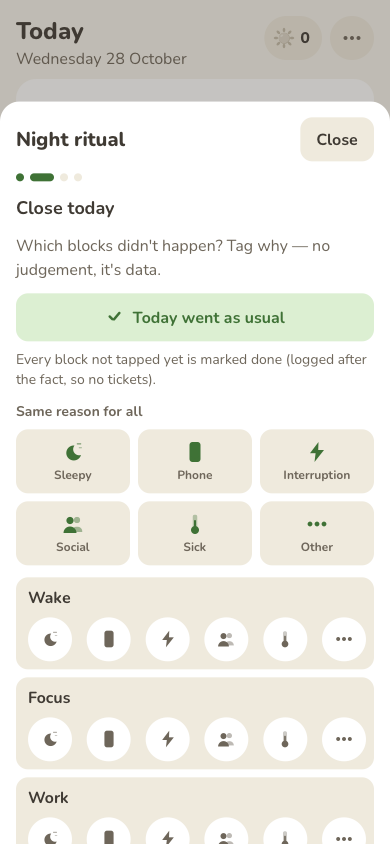 Today
0
Wednesday 28 October
Night ritual
Close
Close today
Which blocks didn't happen? Tag why — no
judgement, it's data.
Today went as usual
Every block not tapped yet is marked done (logged after
the fact, so no tickets).
Same reason for all
Sleepy
Phone
Interruption
Social
Sick
Other
Wake
Focus
Work